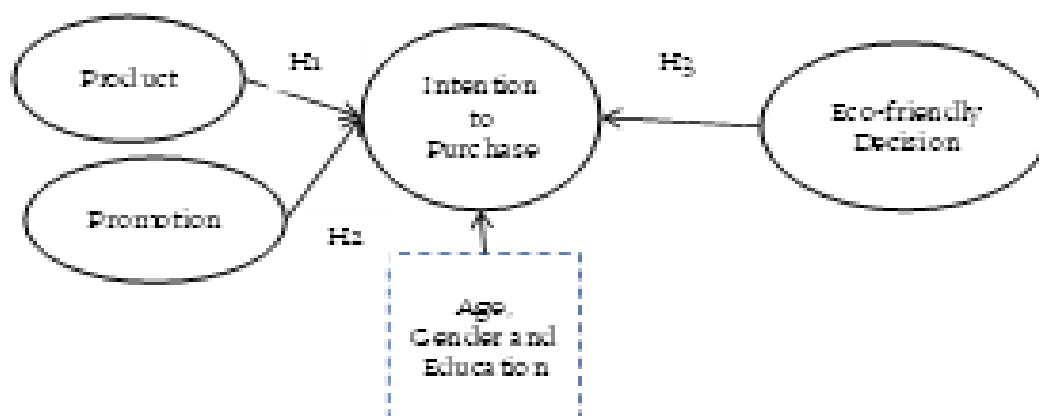 Product
H1
Intention
to
Purchase
H3
Eco-friendly
Decision
Promotion
H2
Age,
Gender and
Education